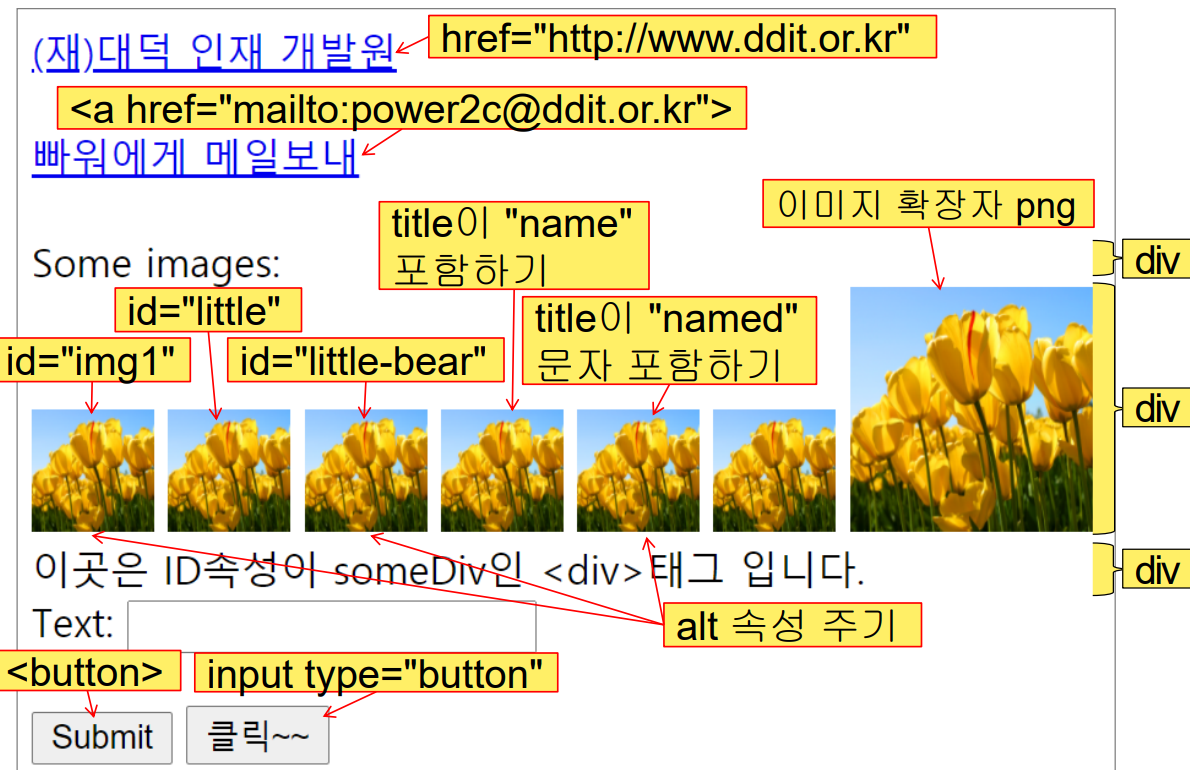 (재)대덕 인재 개발원
href="http://www.ddit.or.kr"
<a href="mailto:power2c@ddit.or.kr">
빠워에게 메일보내
이미지 확장자 png
title이 "name"
포함하기
Some images:
div
id="little"
title이 "named"
문자 포함하기
id="img1"
id="little-bear"
div
이곳은 ID속성이 someDiv인 <div>태그 입니다.
div
Text:
alt 속성 주기
<button>
input type="button"
Submit
클릭~~